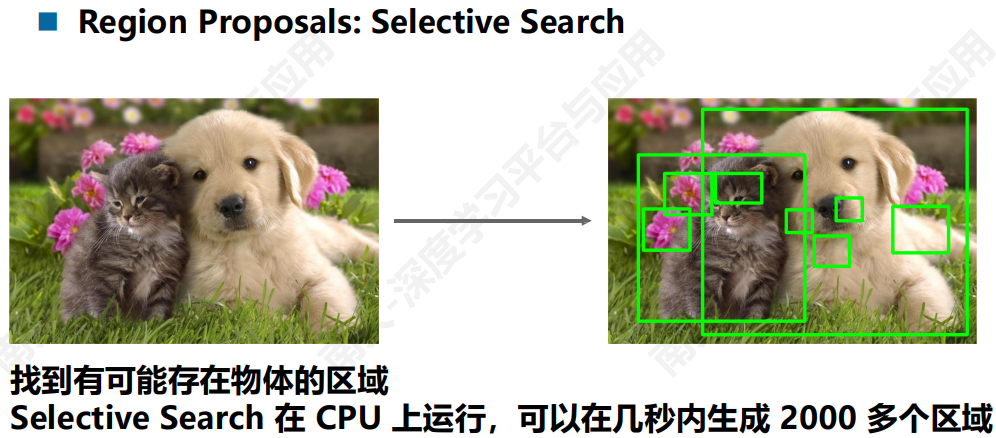 Region Proposals: Selective Search
找到有可能存在物体的区域
Selective Search 在 CPU 上运行，可以在几秒内生成 2000 多个区域